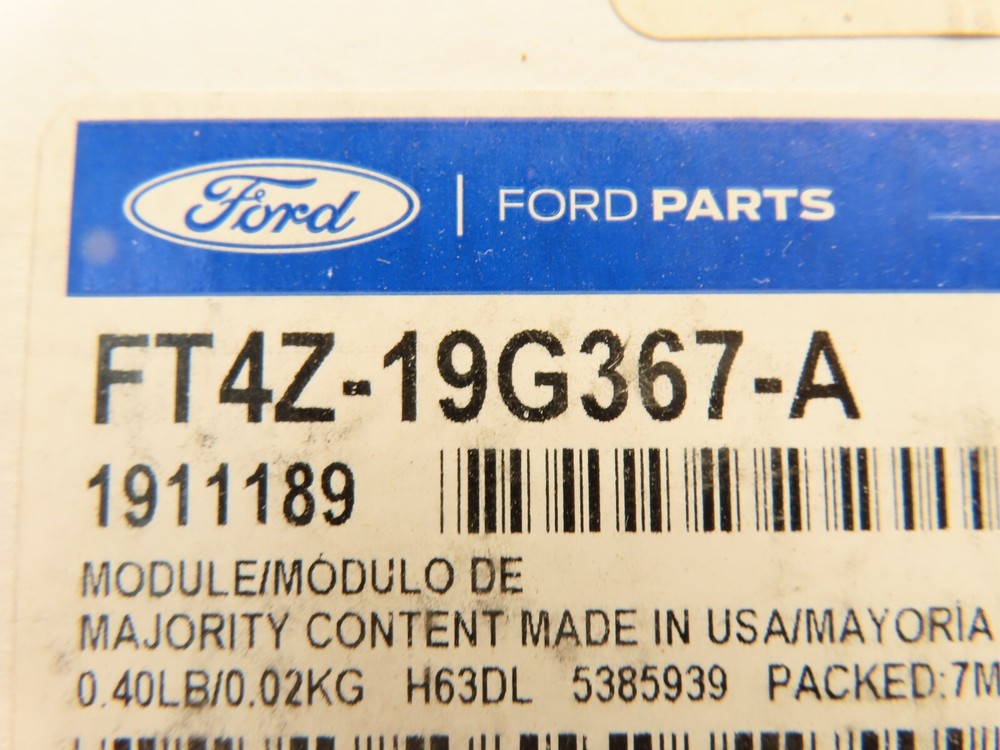 Ford | FORD PARTS
FT4Z-19G367-A
1911189
MODULE/MÓDULO DE
MAJORITY CONTENT MADE IN USA/MAYORÍA
0.40LB/0.02KG H63DL 5385939 PACKED:7M